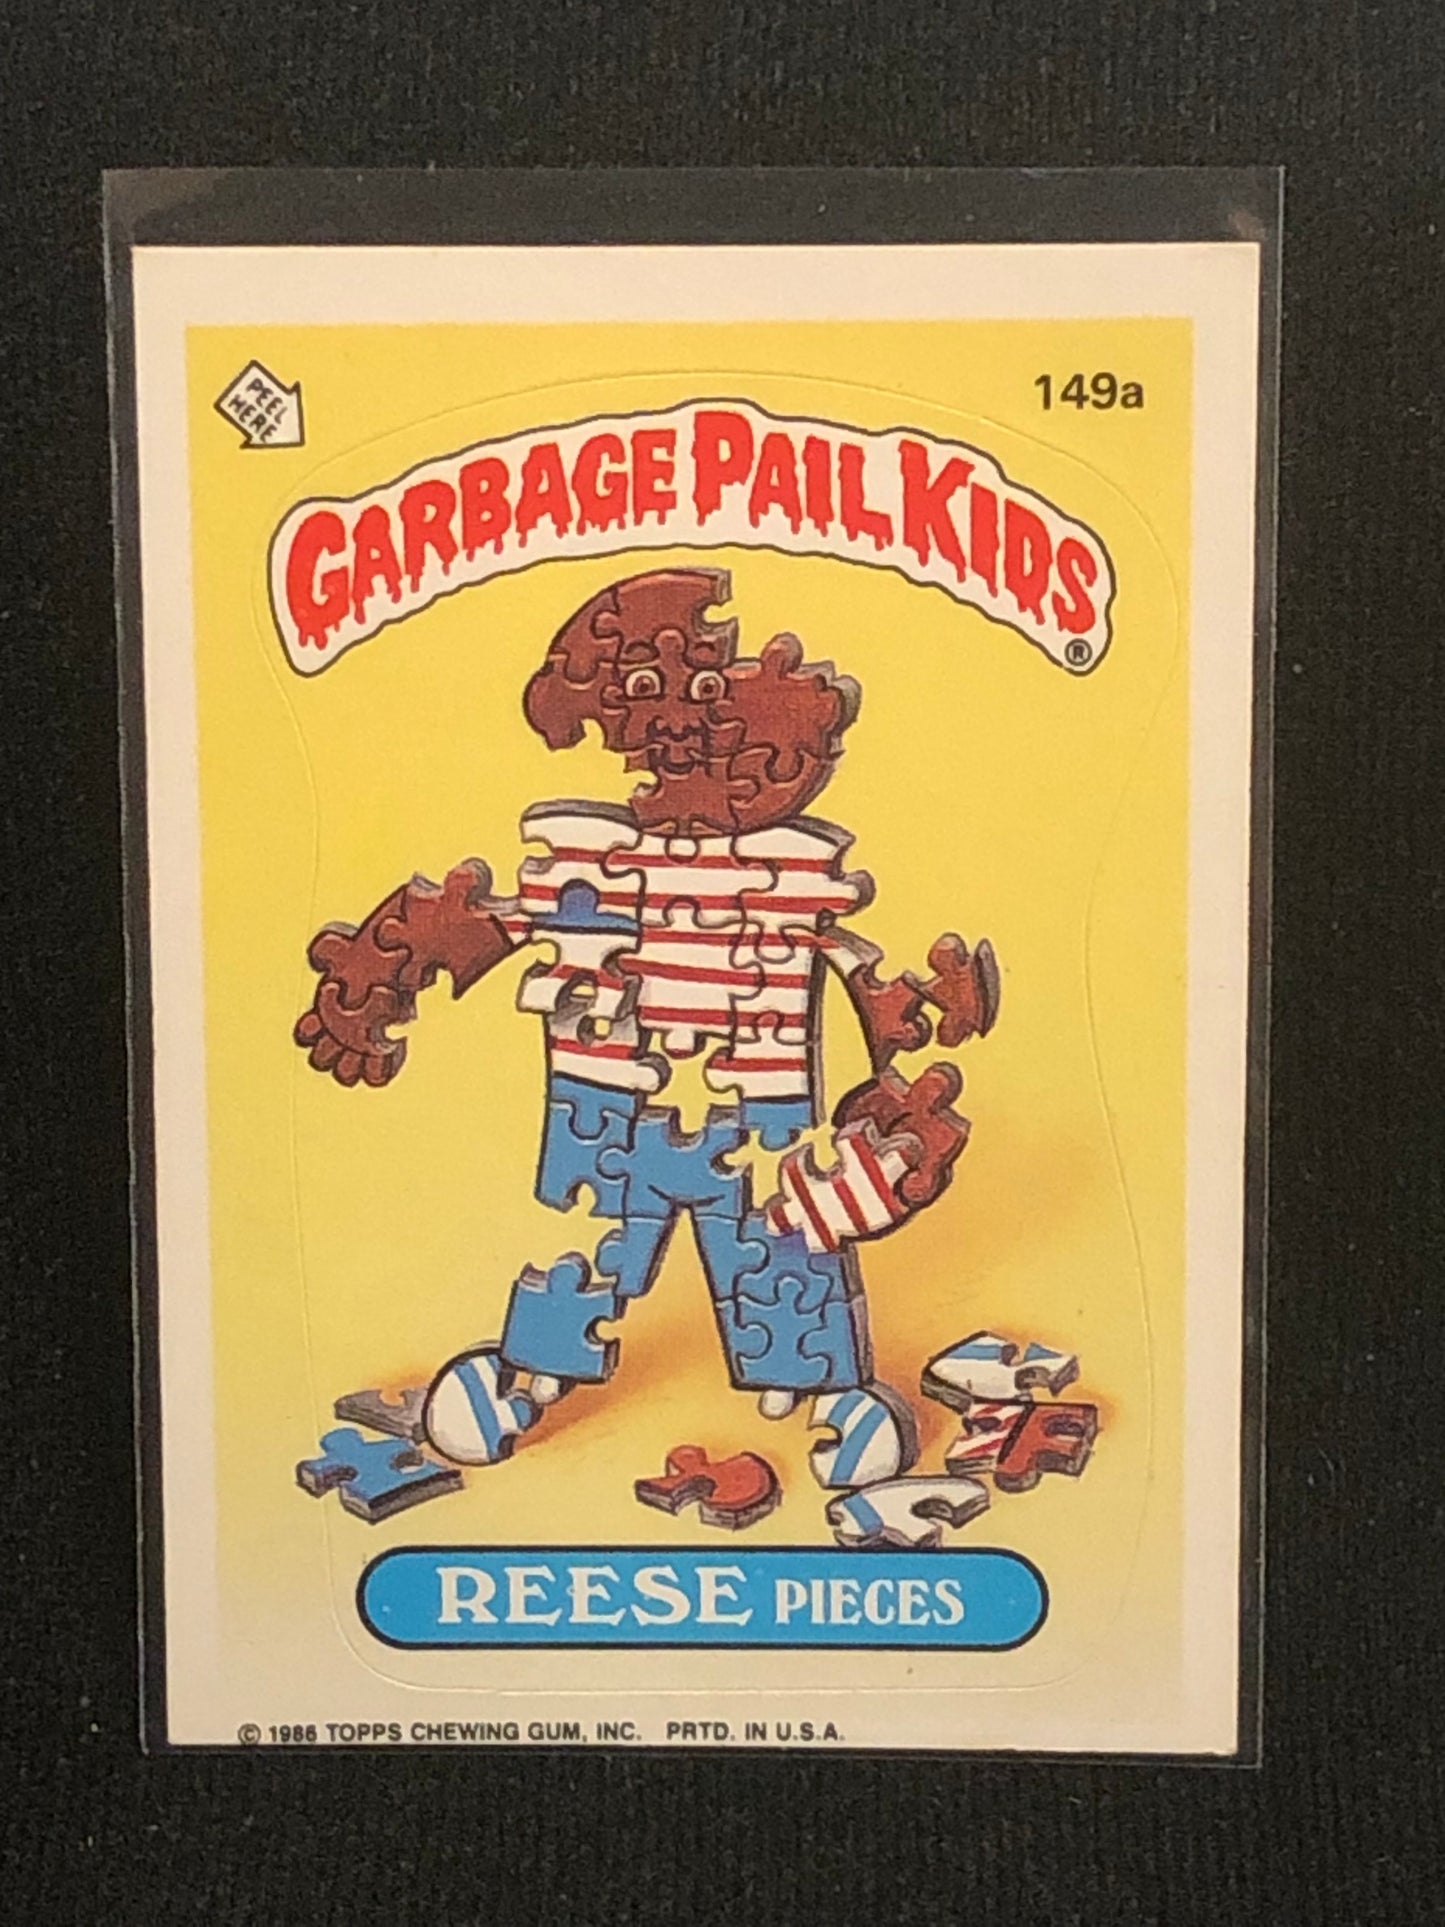 PEEL
HERE
149a
GARBAGE PAIL KIDS
®
REESE PIECES
© 1986 TOPPS CHEWING GUM, INC. PRTD. IN U.S.A.